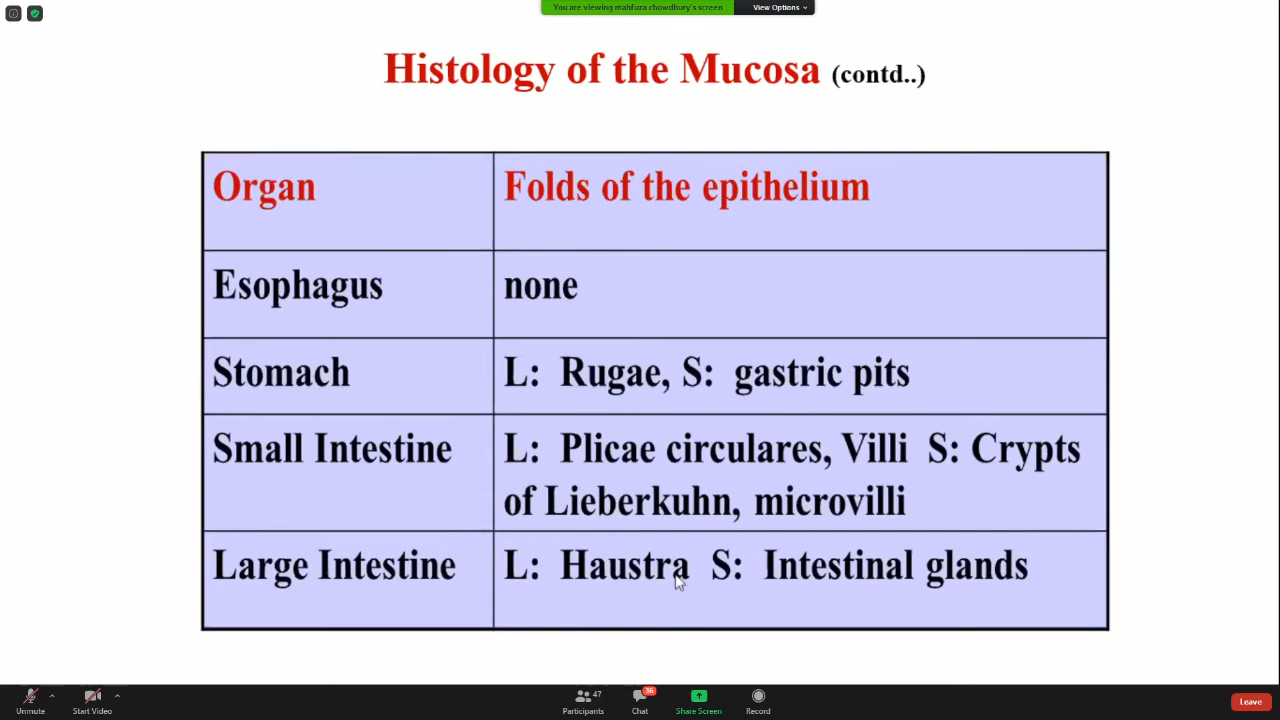 You are viewing mahfuza chowdhury's screen
View Options
Histology of the Mucosa (contd..)
Organ
Folds of the epithelium
Esophagus
none
Stomach
L: Rugae, S: gastric pits
Small Intestine
L: Plicae circulares, Villi S: Crypts
of Lieberkuhn, microvilli
Large Intestine
L: Haustra S: Intestinal glands
Unmute
Start Video
47
Participants
36
Chat
Share Screen
Record
Leave